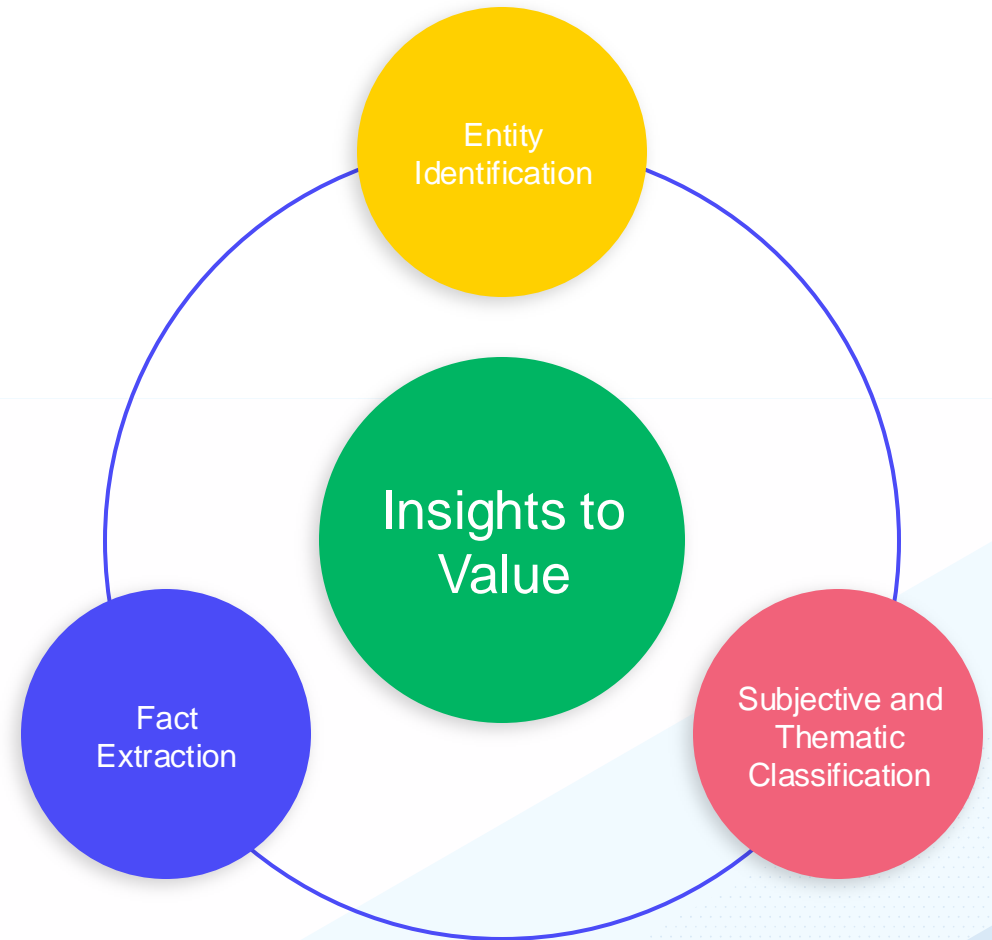 Entity
Identification
Insights to
Value
Fact
Extraction
Subjective and
Thematic
Classification